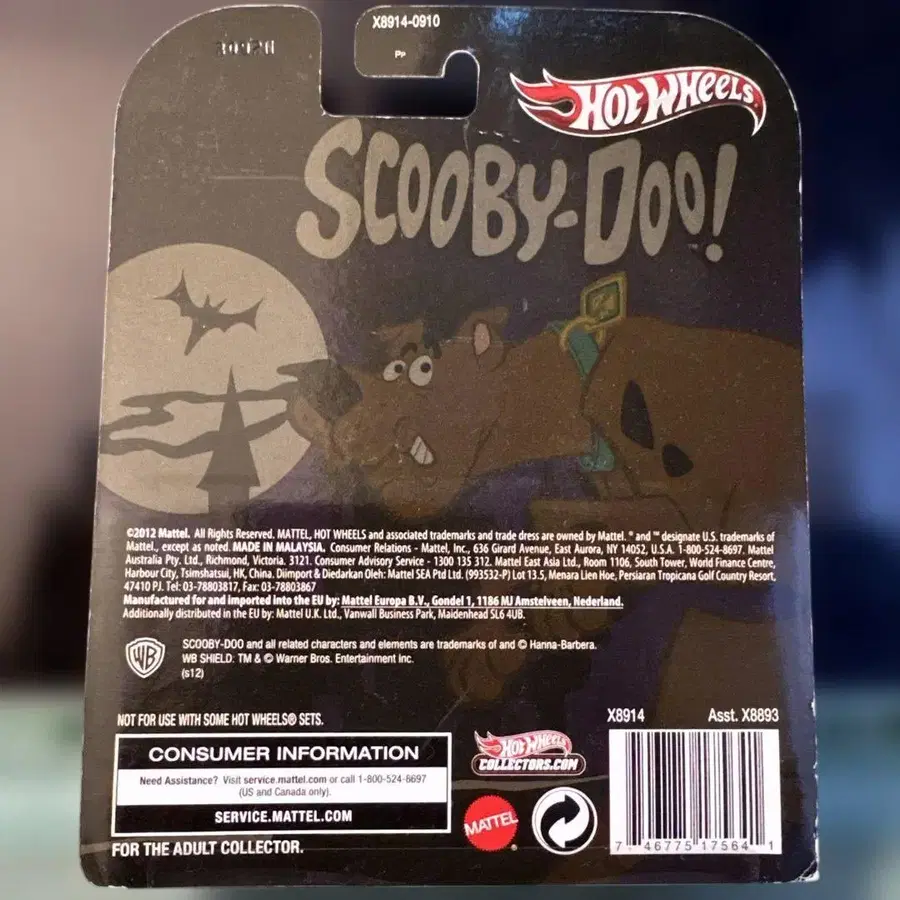 X8914-0910
PP
HOT WHEELS
SCOOBY-DOO!
©2012 Mattel. All Rights Reserved. MATTEL, HOT WHEELS and associated trademarks and trade dress are owned by Mattel. ® and ™ designate U.S. trademarks of
Mattel., except as noted. MADE IN MALAYSIA. Consumer Relations - Mattel, Inc., 636 Girard Avenue, East Aurora, NY 14052, U.S.A. 1-800-524-8697. Mattel
Australia Pty. Ltd., Richmond, Victoria. 3121. Consumer Advisory Service - 1300 135 312. Mattel East Asia Ltd., Room 1106, South Tower, World Finance Centre,
Harbour City, Tsimshatsui, HK, China. Diimport & Diedarkan Oleh: Mattel SEA Ptd Ltd. (993532-P) Lot 13.5, Menara Lien Hoe, Persiaran Tropicana Golf Country Resort,
47410 PJ. Tel: 03-78803817, Fax: 03-78803867
Manufactured for and imported into the EU by: Mattel Europa B.V., Gondel 1, 1186 MJ Amstelveen, Nederland.
Additionally distributed in the EU by: Mattel U.K. Ltd., Vanwall Business Park, Maidenhead SL6 4UB.
WB
SCOOBY-DOO and all related characters and elements are trademarks of and © Hanna-Barbera.
WB SHIELD: TM & © Warner Bros. Entertainment Inc.
(s12)
NOT FOR USE WITH SOME HOT WHEELS® SETS.
X8914 Asst. X8893
CONSUMER INFORMATION
Need Assistance? Visit service.mattel.com or call 1-800-524-8697
(US and Canada only).
SERVICE.MATTEL.COM
HOT WHEELS
COLLECTORS.COM
MATTEL
FOR THE ADULT COLLECTOR.
7 46775 17564 1